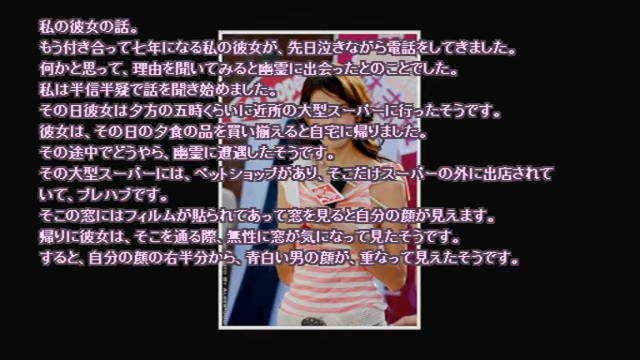 私の彼女の話。
もう付き合って七年になる私の彼女が、先日泣きながら電話をしてきました。
何かと思って、理由を聞いてみると幽霊に出会ったとのことでした。
私は半信半疑で話を聞き始めました。
その日彼女は夕方の五時くらいに近所の大型スーパーに行ったそうです。
彼女は、その日の夕食の品を買い揃えると自宅に帰りました。
その途中でどうやら、幽霊に遭遇したそうです。
その大型スーパーには、ペットショップがあり、そこだけスーパーの外に出店されて
いて、プレハブです。
そこの窓にはフィルムが貼られてあって窓を見ると自分の顔が見えます。
帰りに彼女は、そこを通る際、無性に窓が気になって見たそうです。
すると、自分の顔の右半分から、青白い男の顔が、重なって見えたそうです。